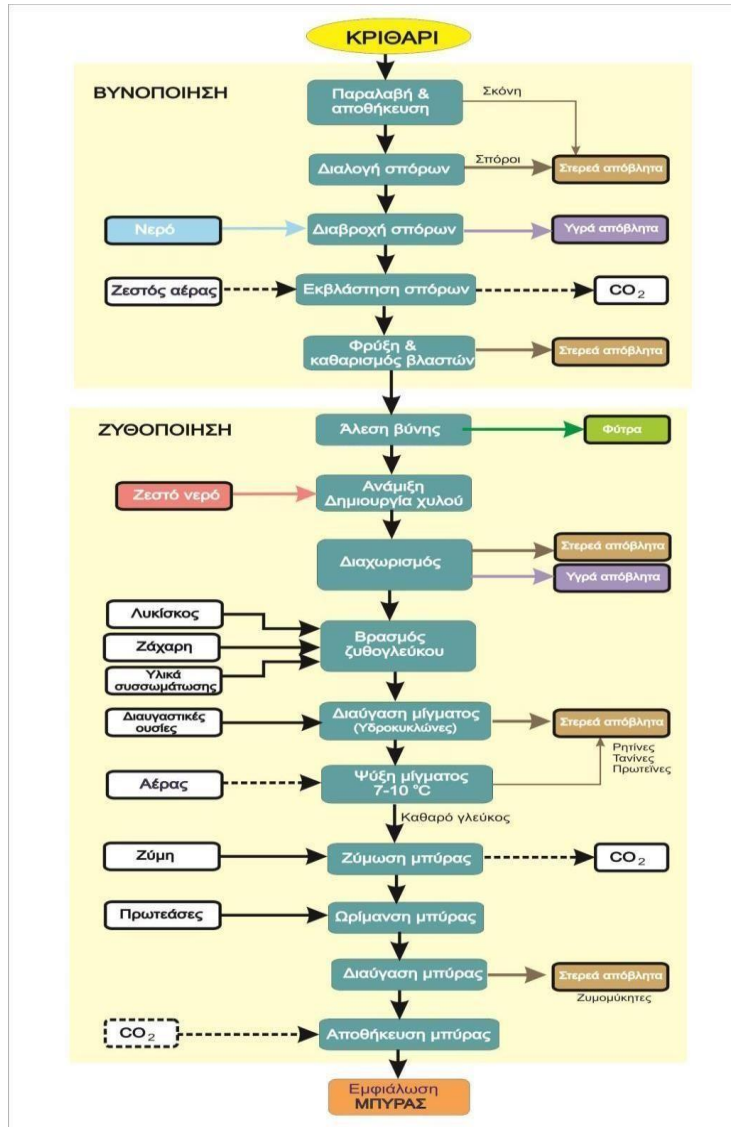 ΚΡΙΘΑΡΙ
ΒΥΝΟΠΟΙΗΣΗ
Παραλαβή &
αποθήκευση
Σκόνη
Διαλογή σπόρων
Σπόροι
Στερεά απόβλητα
Νερό
Διαβροχή σπόρων
Υγρά απόβλητα
Ζεστός αέρας
Εκβλάστηση σπόρων
CO2
Φρύξη &
καθαρισμός βλαστών
Στερεά απόβλητα
ΖΥΘΟΠΟΙΗΣΗ
Άλεση βύνης
Φύτρα
Ζεστό νερό
Ανάμιξη
Δημιουργία χυλού
Διαχωρισμός
Στερεά απόβλητα
Υγρά απόβλητα
Λυκίσκος
Ζάχαρη
Υλικά
συσσωμάτωσης
Βρασμός
ζυθογλεύκου
Διαυγαστικές
ουσίες
Διαύγαση μίγματος
(Υδροκυκλώνες)
Στερεά απόβλητα
Ρητίνες
Τανίνες
Πρωτεϊνες
Αέρας
Ψύξη μίγματος
7-10 °C
Καθαρό γλεύκος
Ζύμη
Ζύμωση μπύρας
CO2
Πρωτεάσες
Ωρίμανση μπύρας
Διαύγαση μπύρας
Στερεά απόβλητα
Ζυμομύκητες
CO2
Αποθήκευση μπύρας
Εμφιάλωση
ΜΠΥΡΑΣ